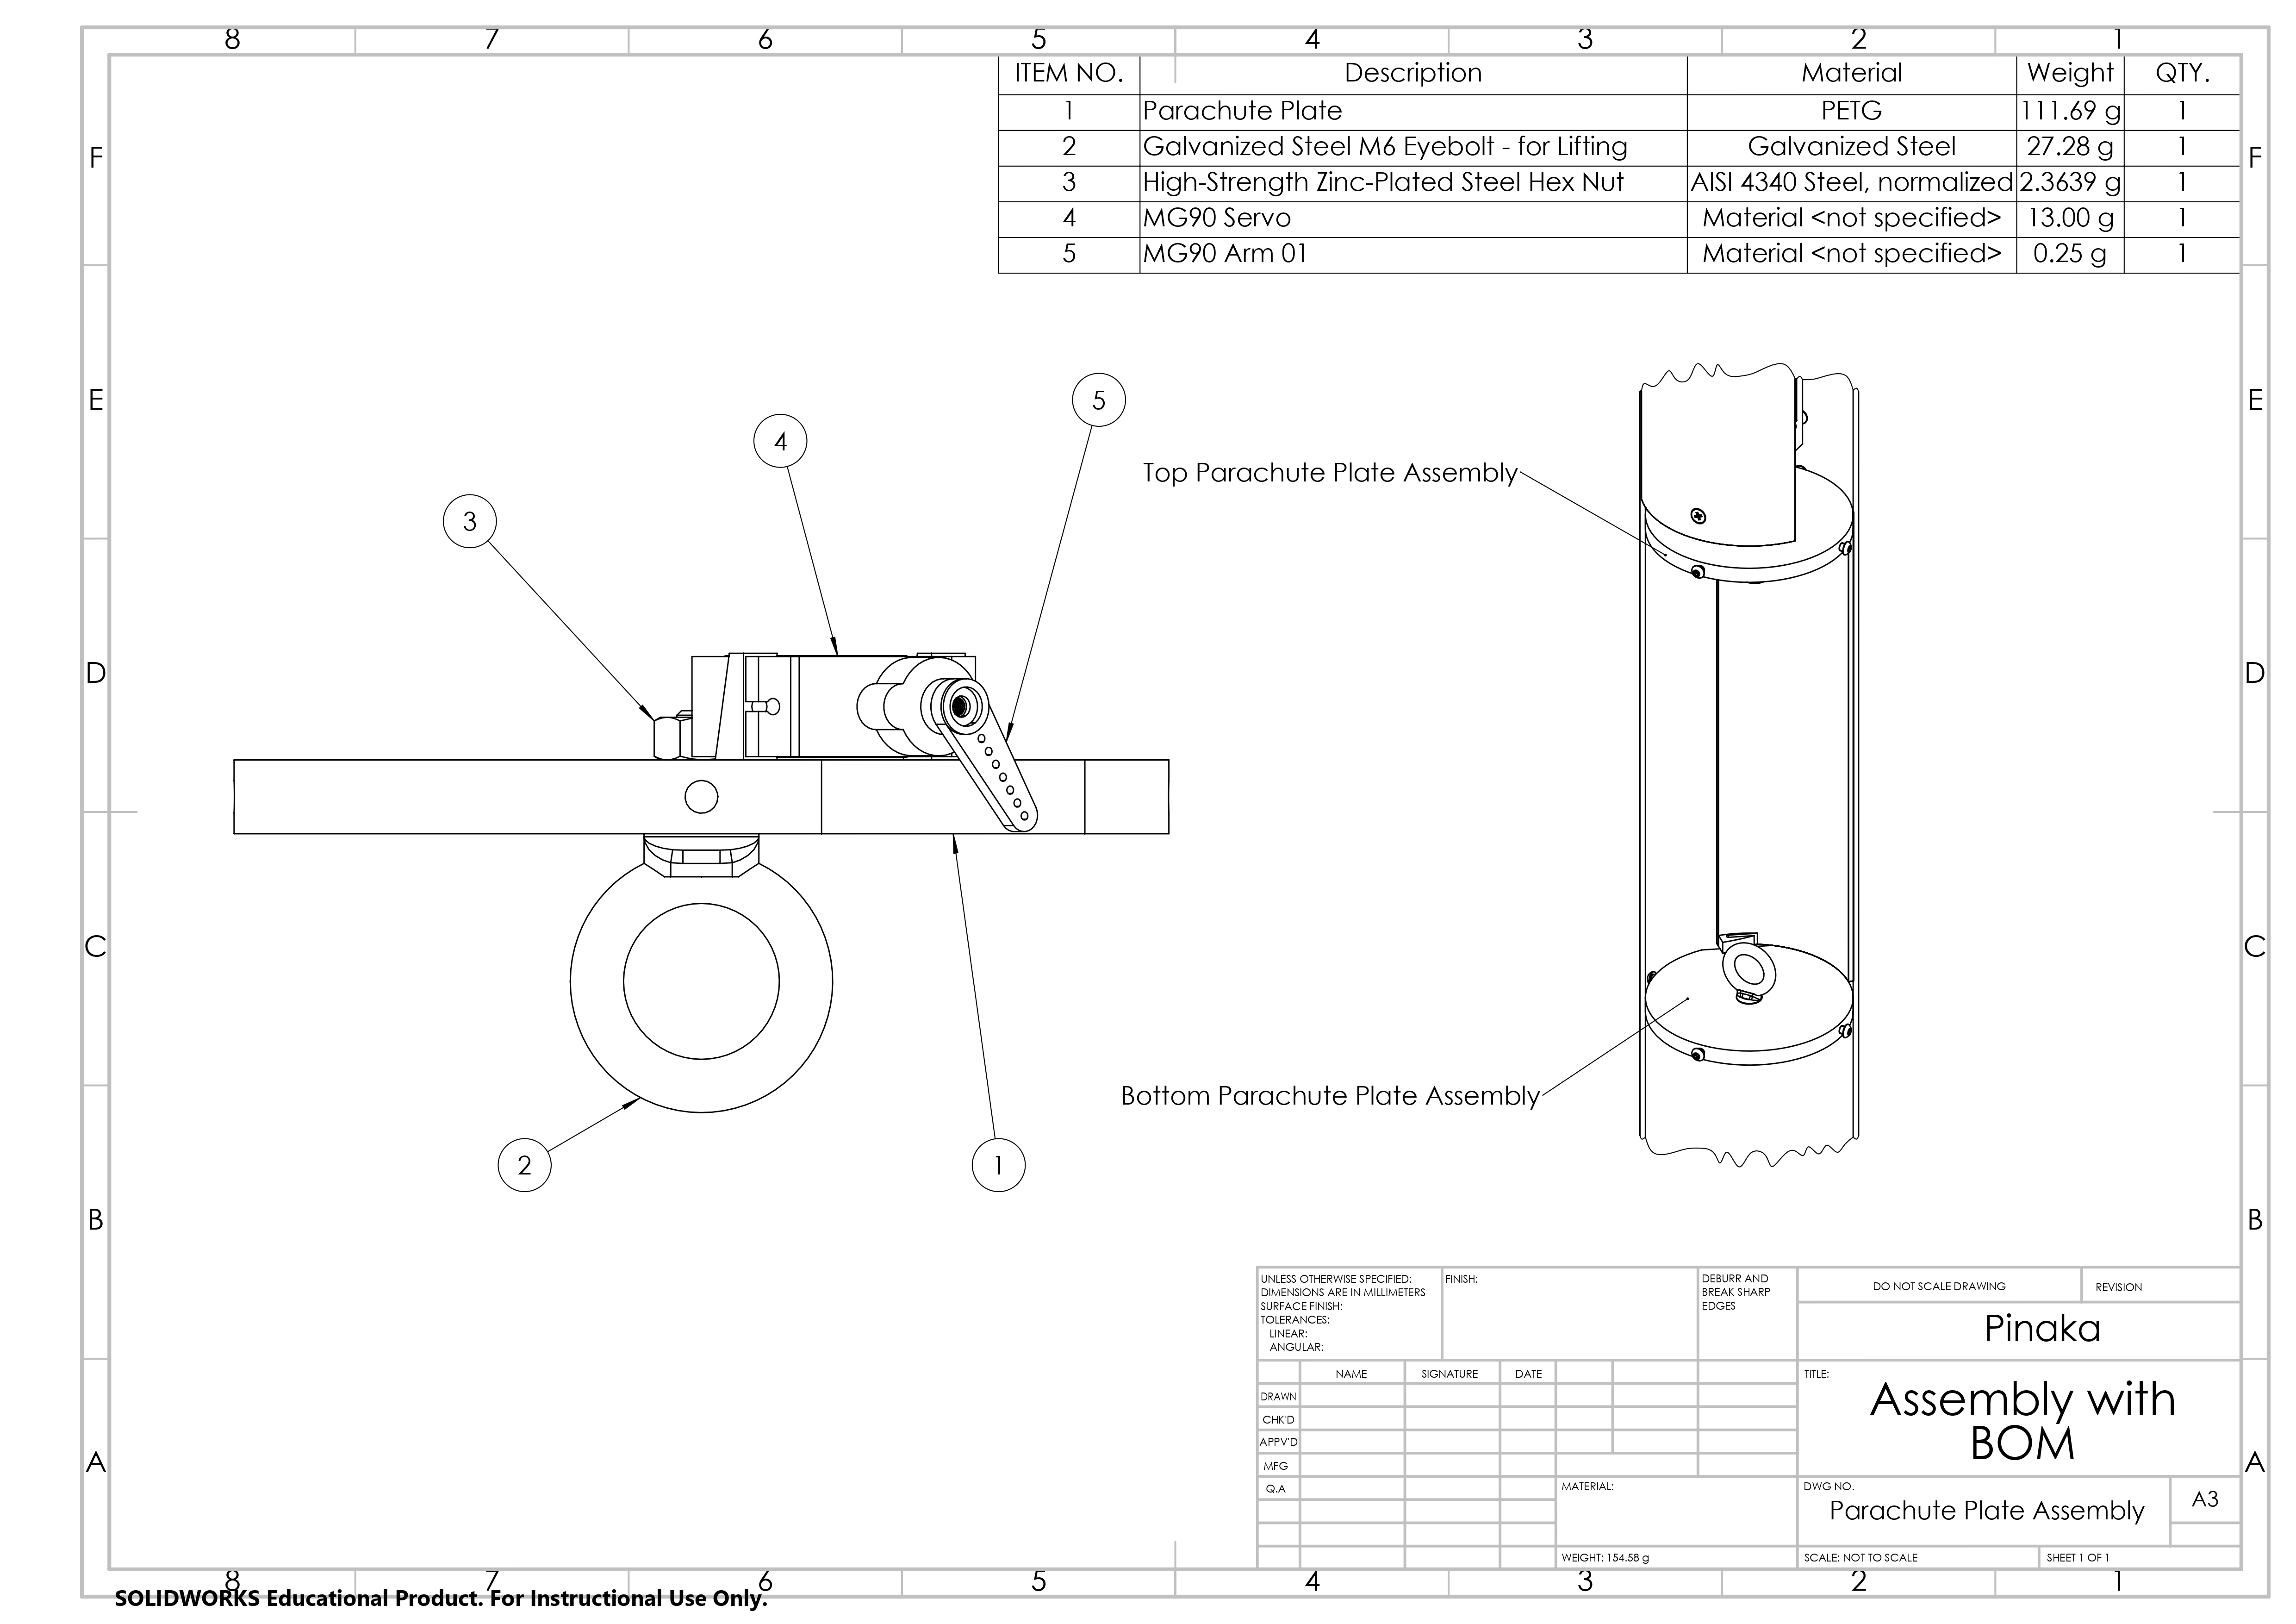 8 7 6 5 4 3 2 1
ITEM NO. Description Material Weight QTY.
1 Parachute Plate PETG 111.69 g 1
2 Galvanized Steel M6 Eyebolt - for Lifting Galvanized Steel 27.28 g 1
3 High-Strength Zinc-Plated Steel Hex Nut AISI 4340 Steel, normalized 2.3639 g 1
4 MG90 Servo Material <not specified> 13.00 g 1
5 MG90 Arm 01 Material <not specified> 0.25 g 1
F F
E E
5
4
Top Parachute Plate Assembly
3
D D
C C
Bottom Parachute Plate Assembly
2 1
B B
UNLESS OTHERWISE SPECIFIED:
DIMENSIONS ARE IN MILLIMETERS
SURFACE FINISH:
TOLERANCES:
LINEAR:
ANGULAR:
FINISH:
DEBURR AND
BREAK SHARP
EDGES
DO NOT SCALE DRAWING
REVISION
Pinaka
NAME SIGNATURE DATE
DRAWN
CHK'D
APPV'D
MFG
Q.A
TITLE:
Assembly with
BOM
MATERIAL:
DWG NO.
Parachute Plate Assembly
A3
WEIGHT: 154.58 g
SCALE: NOT TO SCALE
SHEET 1 OF 1
A A
8 7 6 5 4 3 2 1
SOLIDWORKS Educational Product. For Instructional Use Only.